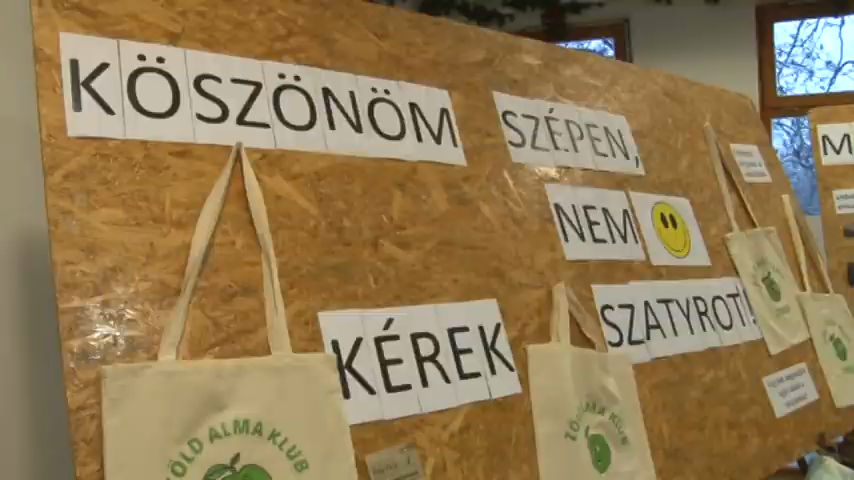 KÖSZÖNÖM SZÉPEN,
NEM
KÉREK SZATYROT!
ZÖLD ALMA KLUB
ZÖLD ALMA KLUB
M